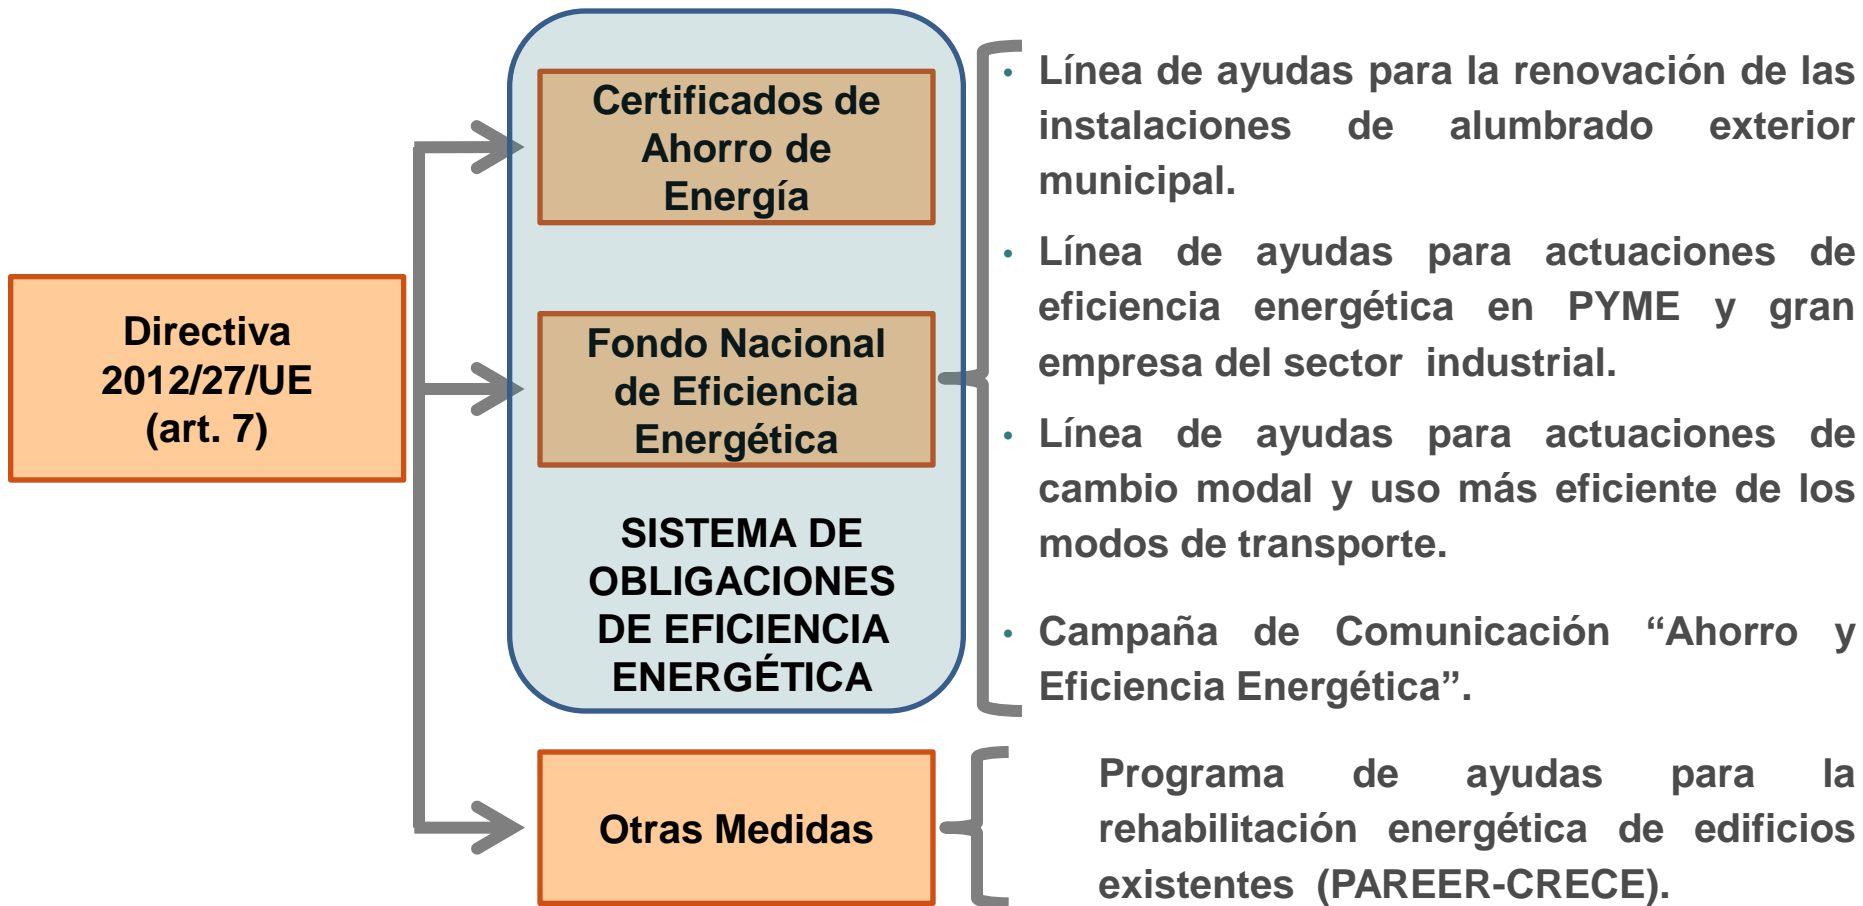 Directiva
2012/27/UE
(art. 7)
Certificados de
Ahorro de
Energía
Fondo Nacional
de Eficiencia
Energética
SISTEMA DE
OBLIGACIONES
DE EFICIENCIA
ENERGÉTICA
Otras Medidas
• Línea de ayudas para la renovación de las
instalaciones de alumbrado exterior
municipal.
• Línea de ayudas para actuaciones de
eficiencia energética en PYME y gran
empresa del sector industrial.
• Línea de ayudas para actuaciones de
cambio modal y uso más eficiente de los
modos de transporte.
• Campaña de Comunicación “Ahorro y
Eficiencia Energética”.
Programa de ayudas para la
rehabilitación energética de edificios
existentes (PAREER-CRECE).